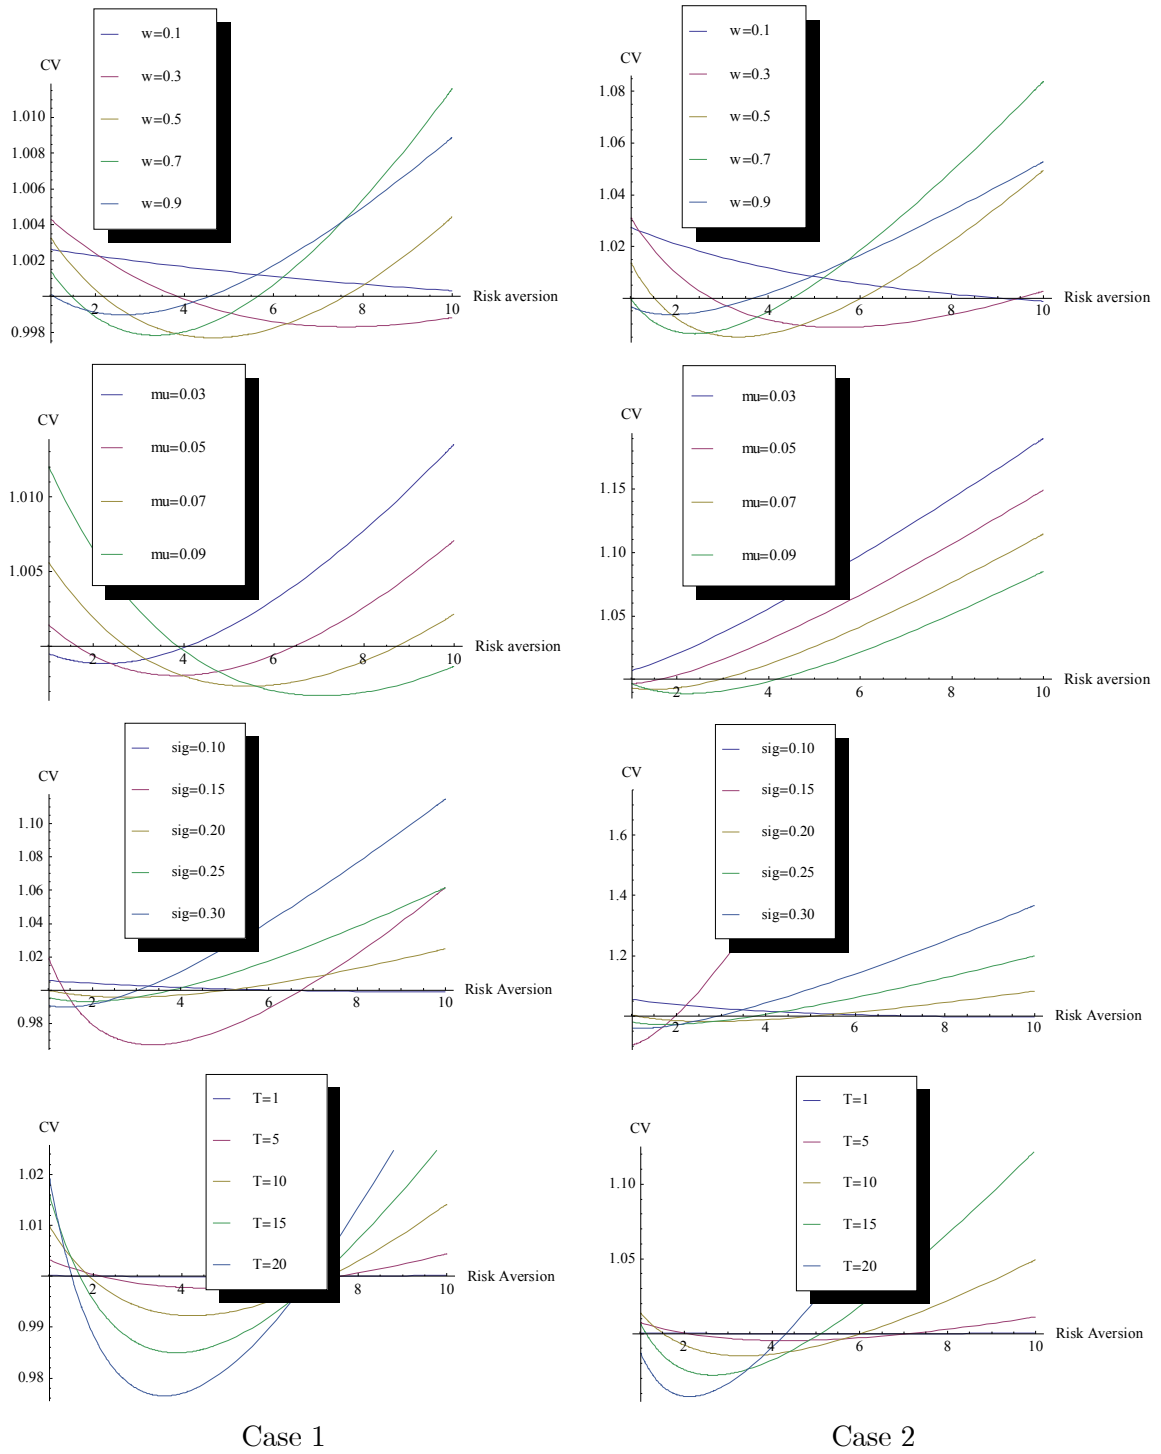 w=0.1
w=0.3
w=0.5
w=0.7
w=0.9
CV
1.010
1.008
1.006
1.004
1.002
0.998
2 4 6 8 10
Risk aversion
w=0.1
w=0.3
w=0.5
w=0.7
w=0.9
CV
1.08
1.06
1.04
1.02
2 4 6 8 10
Risk aversion
mu=0.03
mu=0.05
mu=0.07
mu=0.09
CV
1.010
1.005
2 4 6 8 10
Risk aversion
mu=0.03
mu=0.05
mu=0.07
mu=0.09
CV
1.15
1.10
1.05
2 4 6 8 10
Risk aversion
sig=0.10
sig=0.15
sig=0.20
sig=0.25
sig=0.30
CV
1.10
1.08
1.06
1.04
1.02
0.98
2 4 6 8 10
Risk Aversion
sig=0.10
sig=0.15
sig=0.20
sig=0.25
sig=0.30
CV
1.6
1.4
1.2
2 4 6 8 10
Risk Aversion
T=1
T=5
T=10
T=15
T=20
CV
1.02
1.01
0.99
0.98
2 4 8 10
Risk Aversion
T=1
T=5
T=10
T=15
T=20
CV
1.10
1.05
2 4 6 8 10
Risk Aversion
Case 1
Case 2